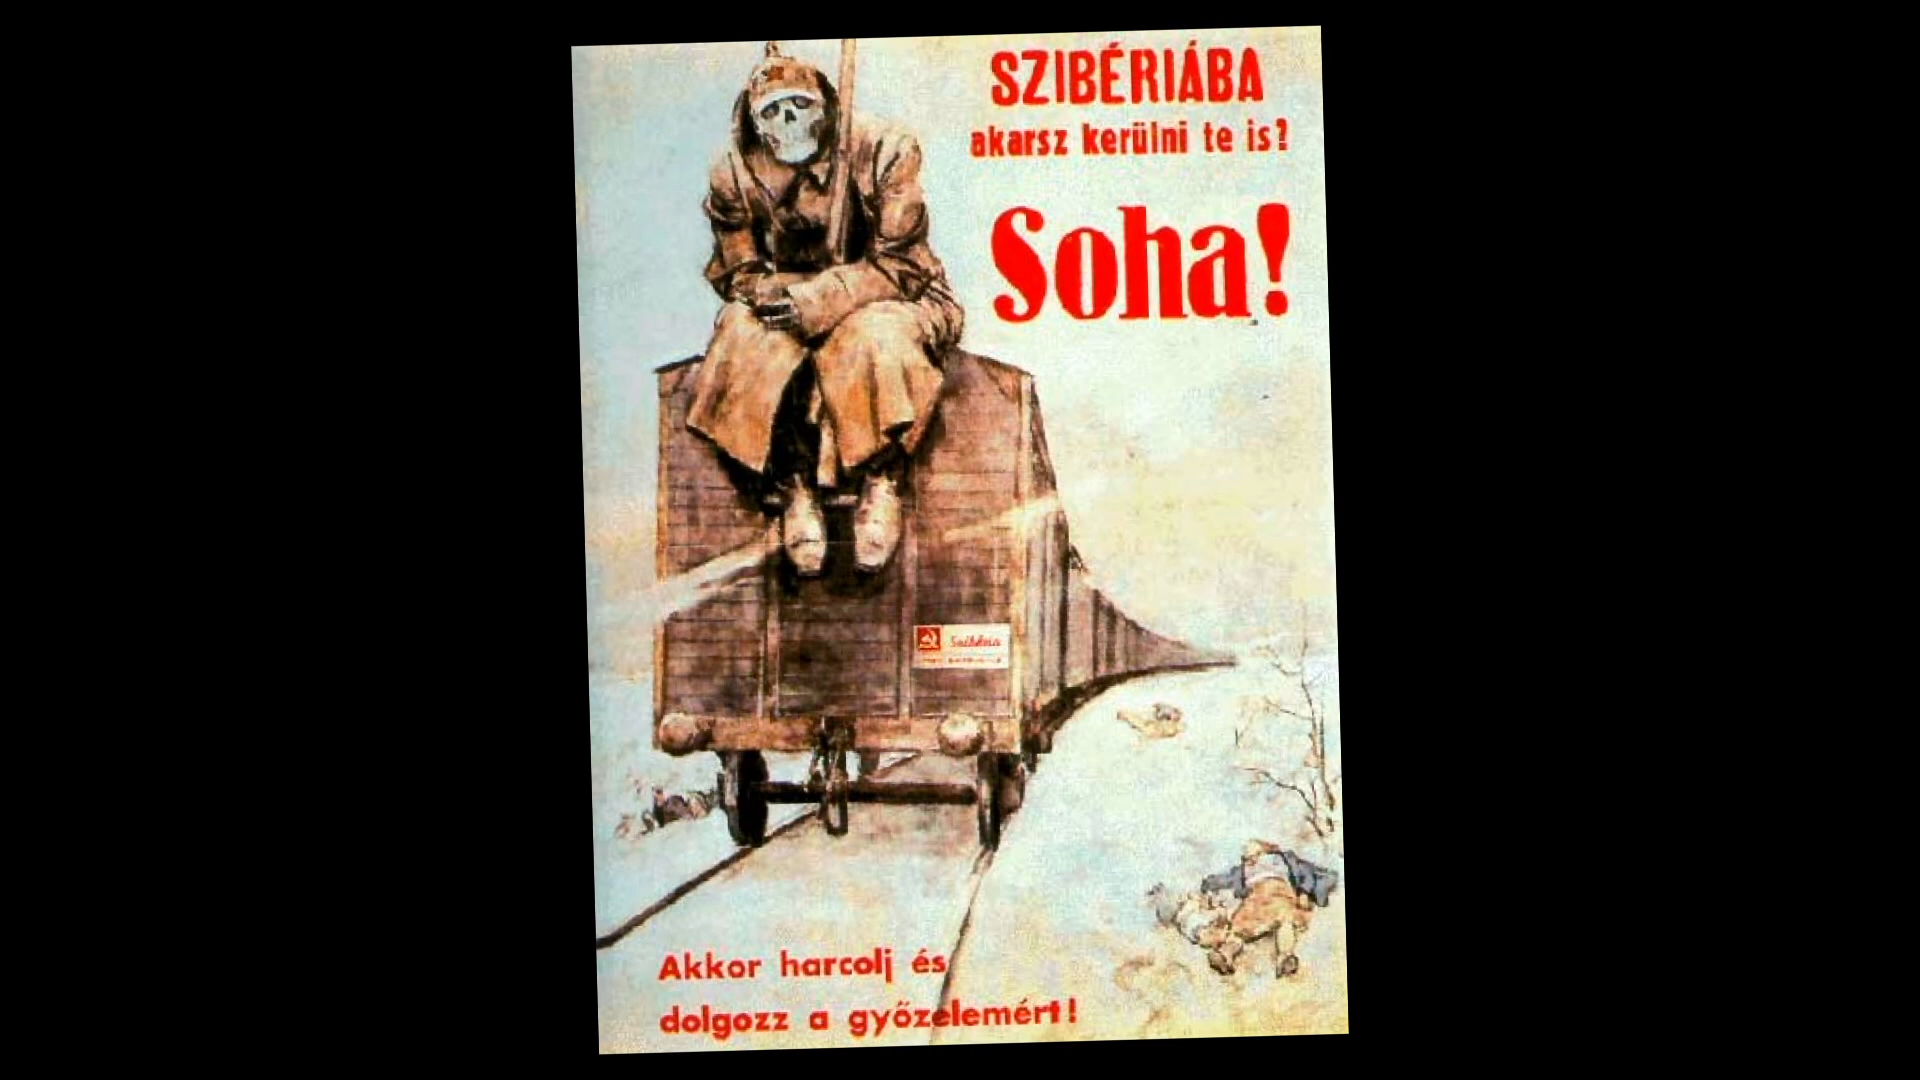 SZIBÉRIÁBA
akarsz kerülni te is?
Soha!
Akkor harcolj és
dolgozz a győzelemért!